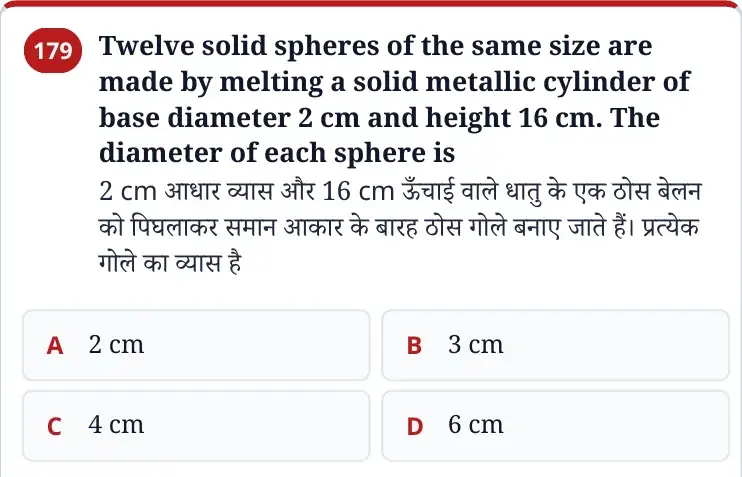 179 Twelve solid spheres of the same size are
made by melting a solid metallic cylinder of
base diameter 2 cm and height 16 cm. The
diameter of each sphere is
2 cm आधार व्यास और 16 cm ऊँचाई वाले धातु के एक ठोस बेलन
को पिघलाकर समान आकार के बारह ठोस गोले बनाए जाते हैं। प्रत्येक
गोले का व्यास है
A 2 cm
B 3 cm
C 4 cm
D 6 cm